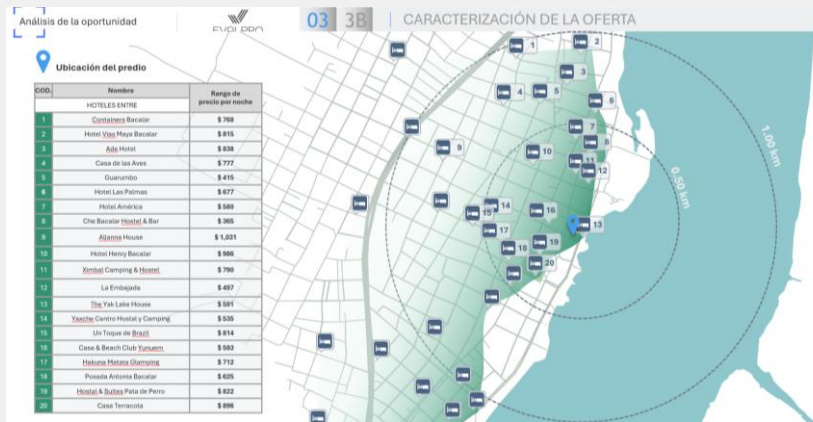 Análisis de la oportunidad
EVOLPRO
03 3B CARACTERIZACIÓN DE LA OFERTA
Ubicación del predio
COD. Nombre Rango de precio por noche
HOTELES ENTRE
1 Containers Bacalar $ 768
2 Hotel Vias Maya Bacalar $ 815
3 Ada Hotel $ 838
4 Casa de las Aves $ 777
5 Guarumbo $ 415
6 Hotel Las Palmas $ 677
7 Hotel América $ 580
8 Che Bacalar Hostel & Bar $ 365
9 Aljanna House $ 1,031
10 Hotel Henry Bacalar $ 986
11 Ximbal Camping & Hostel $ 790
12 La Embajada $ 497
13 The Yak Lake House $ 591
14 Yaxche Centro Hostal y Camping $ 535
15 Un Toque de Brazil $ 814
16 Casa & Beach Club Yunuem $ 593
17 Hakuna Matata Glamping $ 712
18 Posada Antonia Bacalar $ 625
19 Hostal & Suites Pata de Perro $ 822
20 Casa Terracota $ 896
1
2
3
4
5
6
7
8
9
10
11
12
13
14
15
16
17
18
19
20
0.50 km
1.00 km